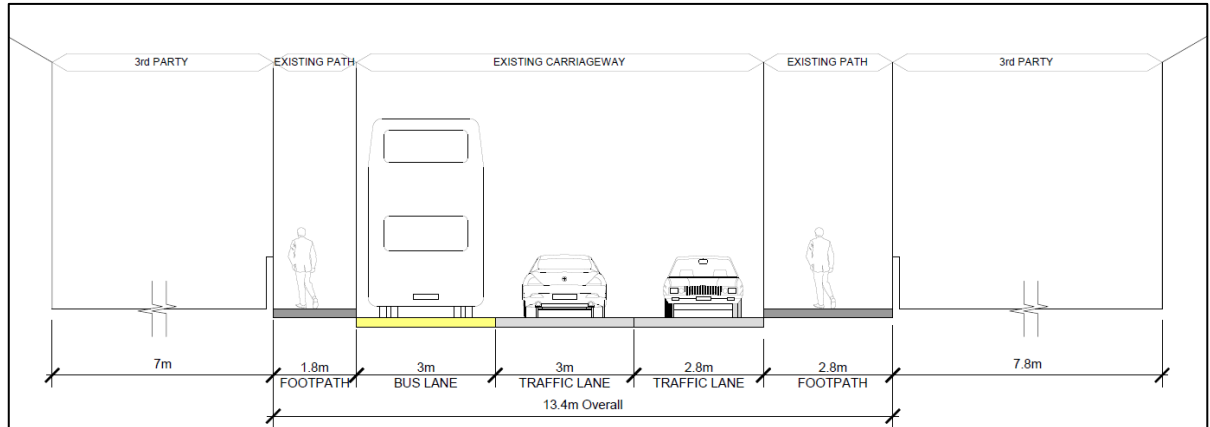 3rd PARTY
EXISTING PATH
EXISTING CARRIAGEWAY
EXISTING PATH
3rd PARTY
7m
1.8m
FOOTPATH
3m
BUS LANE
3m
TRAFFIC LANE
2.8m
TRAFFIC LANE
2.8m
FOOTPATH
7.8m
13.4m Overall